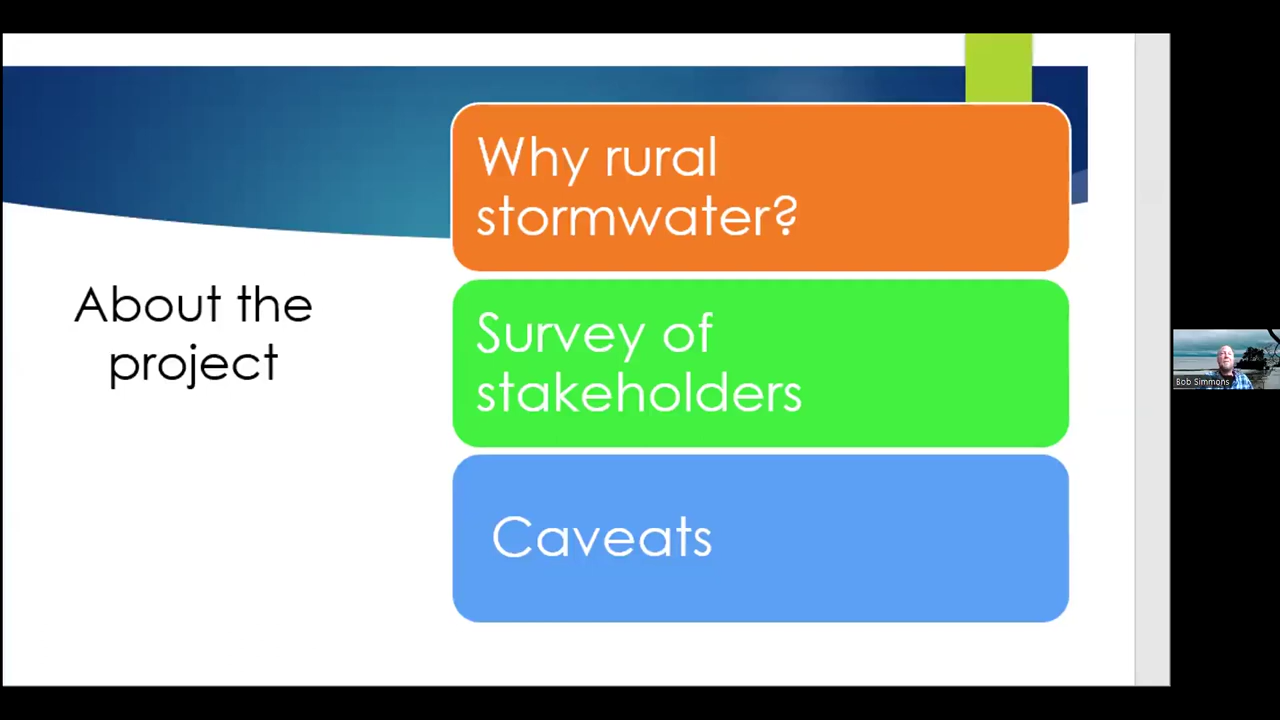 About the
project
Why rural
stormwater?
Survey of
stakeholders
Caveats
Bob Simmons